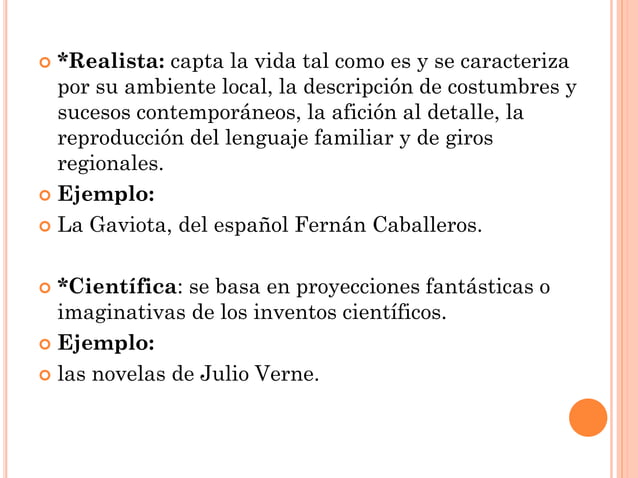 *Realista: capta la vida tal como es y se caracteriza
por su ambiente local, la descripción de costumbres y
sucesos contemporáneos, la afición al detalle, la
reproducción del lenguaje familiar y de giros
regionales.
Ejemplo:
La Gaviota, del español Fernán Caballeros.
*Científica: se basa en proyecciones fantásticas o
imaginativas de los inventos científicos.
Ejemplo:
las novelas de Julio Verne.